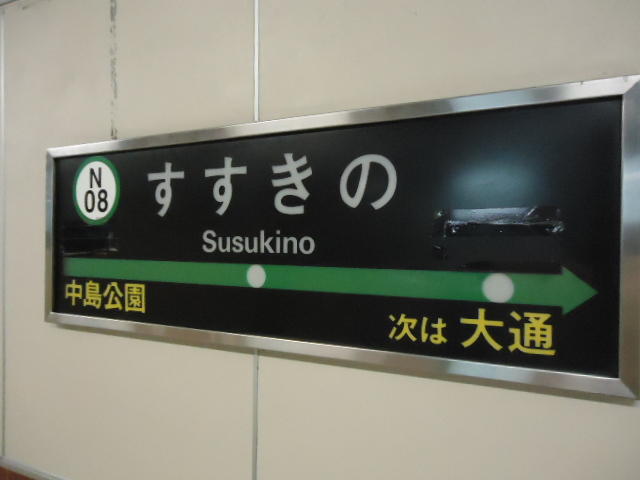 N
08
すすきの
Susukino
中島公園
次は 大通